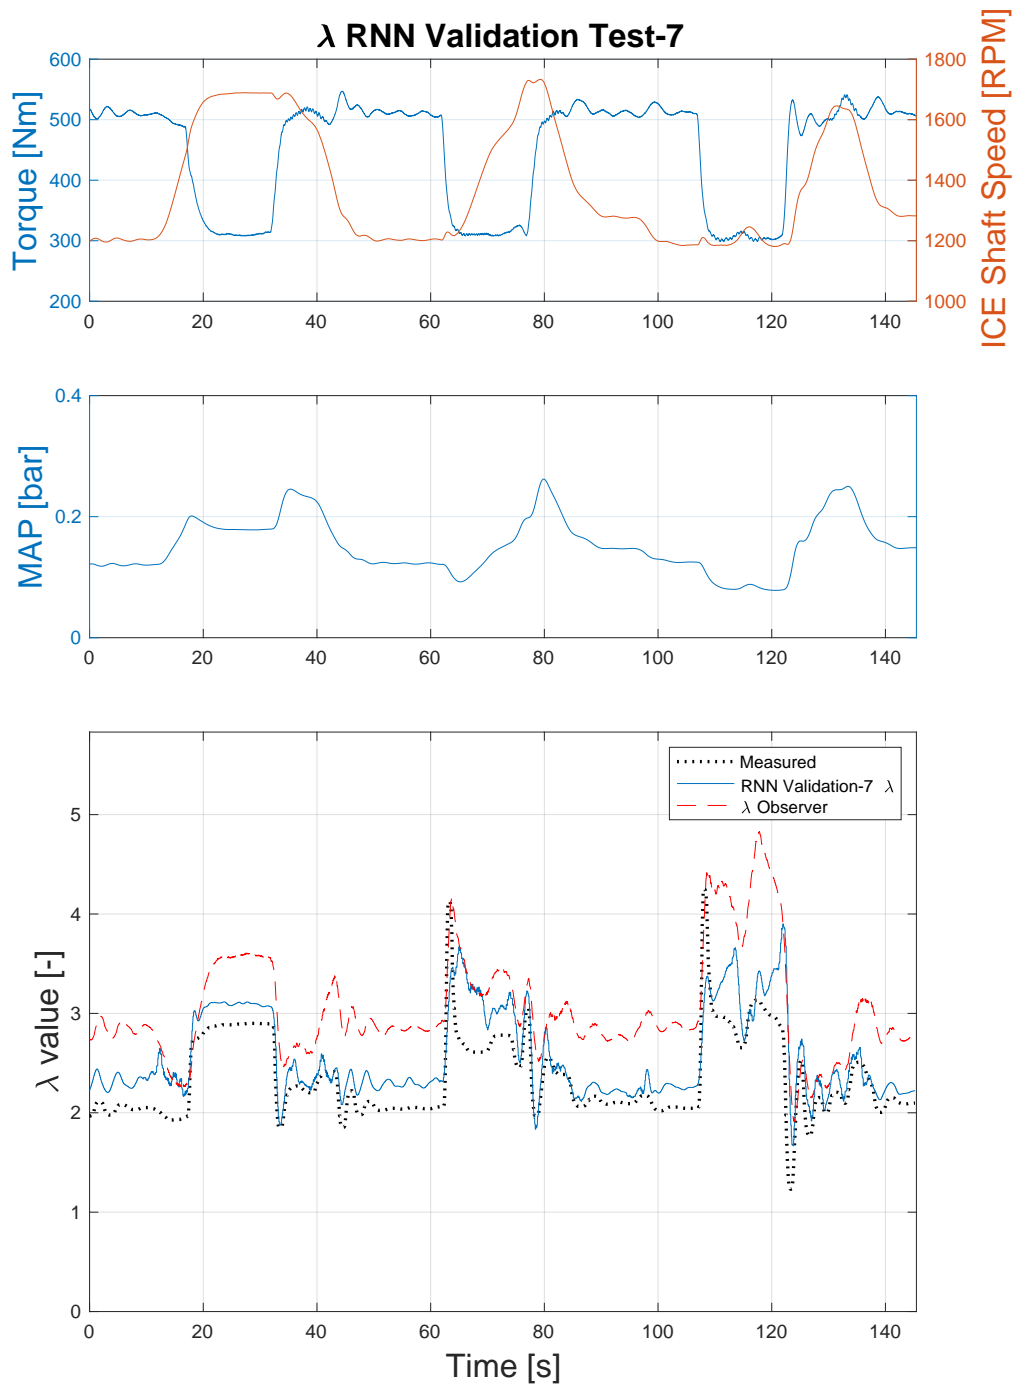 λ RNN Validation Test-7
Torque [Nm]
600
500
400
300
200
ICE Shaft Speed [RPM]
1800
1600
1400
1200
1000
0 20 40 60 80 100 120 140
MAP [bar]
0.4
0.2
0
0 20 40 60 80 100 120 140
λ value [-]
5
4
3
2
1
0
Measured
RNN Validation-7 λ
λ Observer
0 20 40 60 80 100 120 140
Time [s]